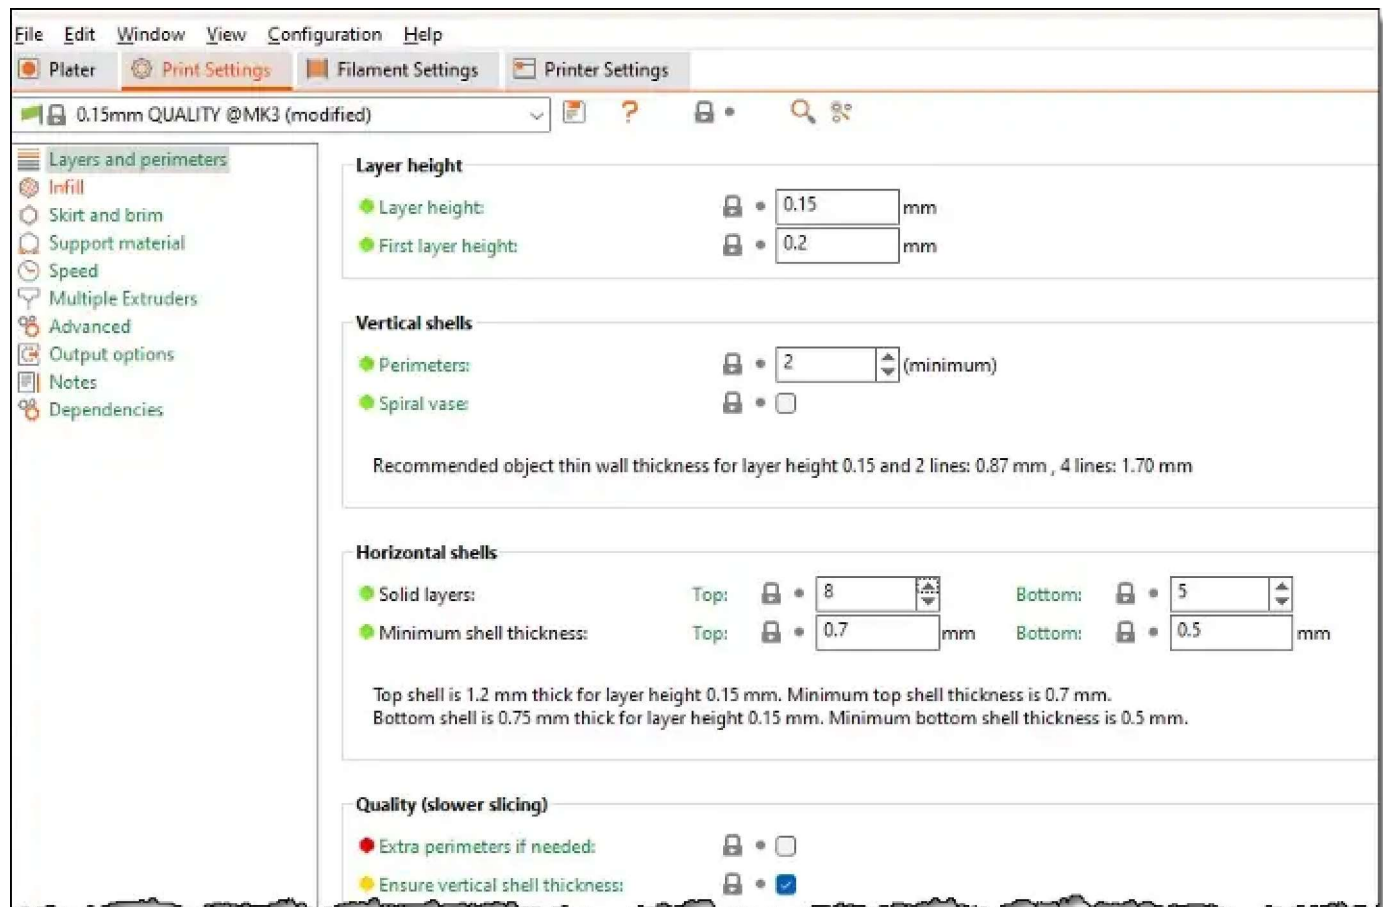 File Edit Window View Configuration Help
Plater Print Settings Filament Settings Printer Settings
0.15mm QUALITY @MK3 (modified)
?
Layers and perimeters
Infill
Skirt and brim
Support material
Speed
Multiple Extruders
Advanced
Output options
Notes
Dependencies
Layer height
Layer height: 0.15 mm
First layer height: 0.2 mm
Vertical shells
Perimeters: 2 (minimum)
Spiral vase:
Recommended object thin wall thickness for layer height 0.15 and 2 lines: 0.87 mm , 4 lines: 1.70 mm
Horizontal shells
Solid layers: Top: 8 Bottom: 5
Minimum shell thickness: Top: 0.7 mm Bottom: 0.5 mm
Top shell is 1.2 mm thick for layer height 0.15 mm. Minimum top shell thickness is 0.7 mm.
Bottom shell is 0.75 mm thick for layer height 0.15 mm. Minimum bottom shell thickness is 0.5 mm.
Quality (slower slicing)
Extra perimeters if needed:
Ensure vertical shell thickness: